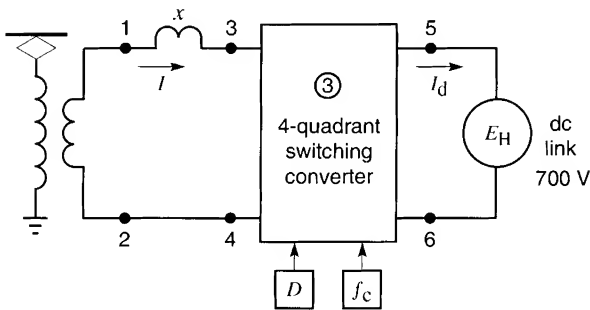 1
x
3
5
I
③
I_d
4-quadrant
switching
converter
E_H
dc
link
700 V
2
4
6
D
f_c